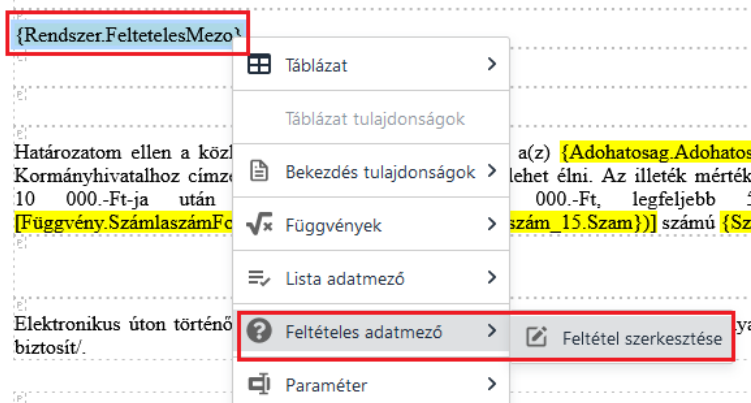 {Rendszer.FeltetelesMezo}
Táblázat
Táblázat tulajdonságok
Határozatom ellen a közl
a(z) {Adohatosag.Adohatos
Kormányhivatalhoz címze
Bekezdés tulajdonságok
lehet élni. Az illeték mérték
10 000.-Ft-ja után
000.-Ft, legfeljebb
[Függvény.SzámlaszámFo
Függvények
szám_15.Szam})] számú {Sz
Lista adatmező
Elektronikus úton történő
Feltételes adatmező
Feltétel szerkesztése
biztosít/.
Paraméter